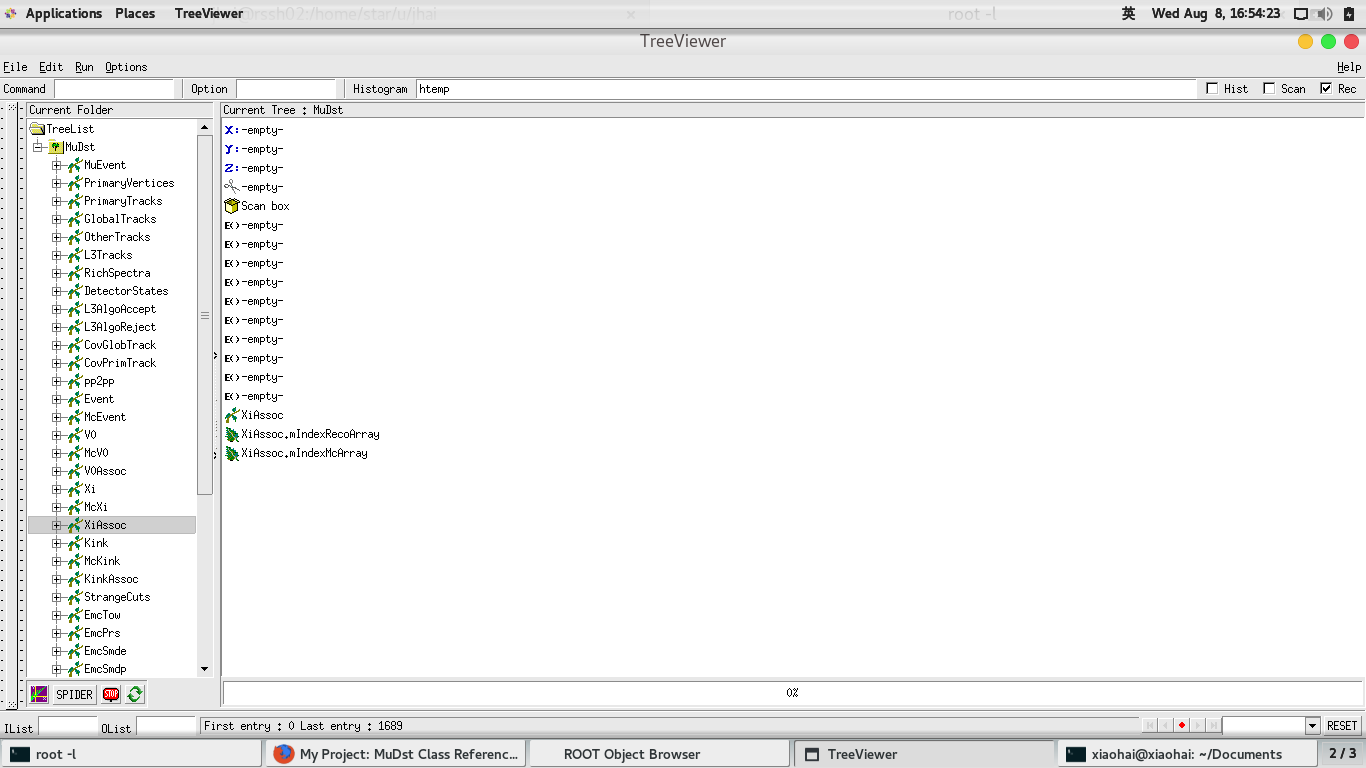 Applications Places TreeViewer @rssh02:/home/star/u/jhai × root -l 英 Wed Aug 8, 16:54:23
TreeViewer
File Edit Run Options Help
Command Option Histogram htemp Hist Scan Rec
Current Folder
TreeList
MuDst
MuEvent
PrimaryVertices
PrimaryTracks
GlobalTracks
OtherTracks
L3Tracks
RichSpectra
DetectorStates
L3AlgoAccept
L3AlgoReject
CovGlobTrack
CovPrimTrack
pp2pp
Event
McEvent
V0
McV0
V0Assoc
Xi
McXi
XiAssoc
Kink
McKink
KinkAssoc
StrangeCuts
EmcTow
EmcPrs
EmcSmde
EmcSmdp
Current Tree : MuDst
X:-empty-
Y:-empty-
Z:-empty-
-empty-
Scan box
E()-empty-
E()-empty-
E()-empty-
E()-empty-
E()-empty-
E()-empty-
E()-empty-
E()-empty-
E()-empty-
E()-empty-
XiAssoc
XiAssoc.mIndexRecoArray
XiAssoc.mIndexMcArray
SPIDER STOP
0%
IList OList First entry : 0 Last entry : 1689 RESET
root -l My Project: MuDst Class Referenc... ROOT Object Browser TreeViewer xiaohai@xiaohai: ~/Documents 2 / 3